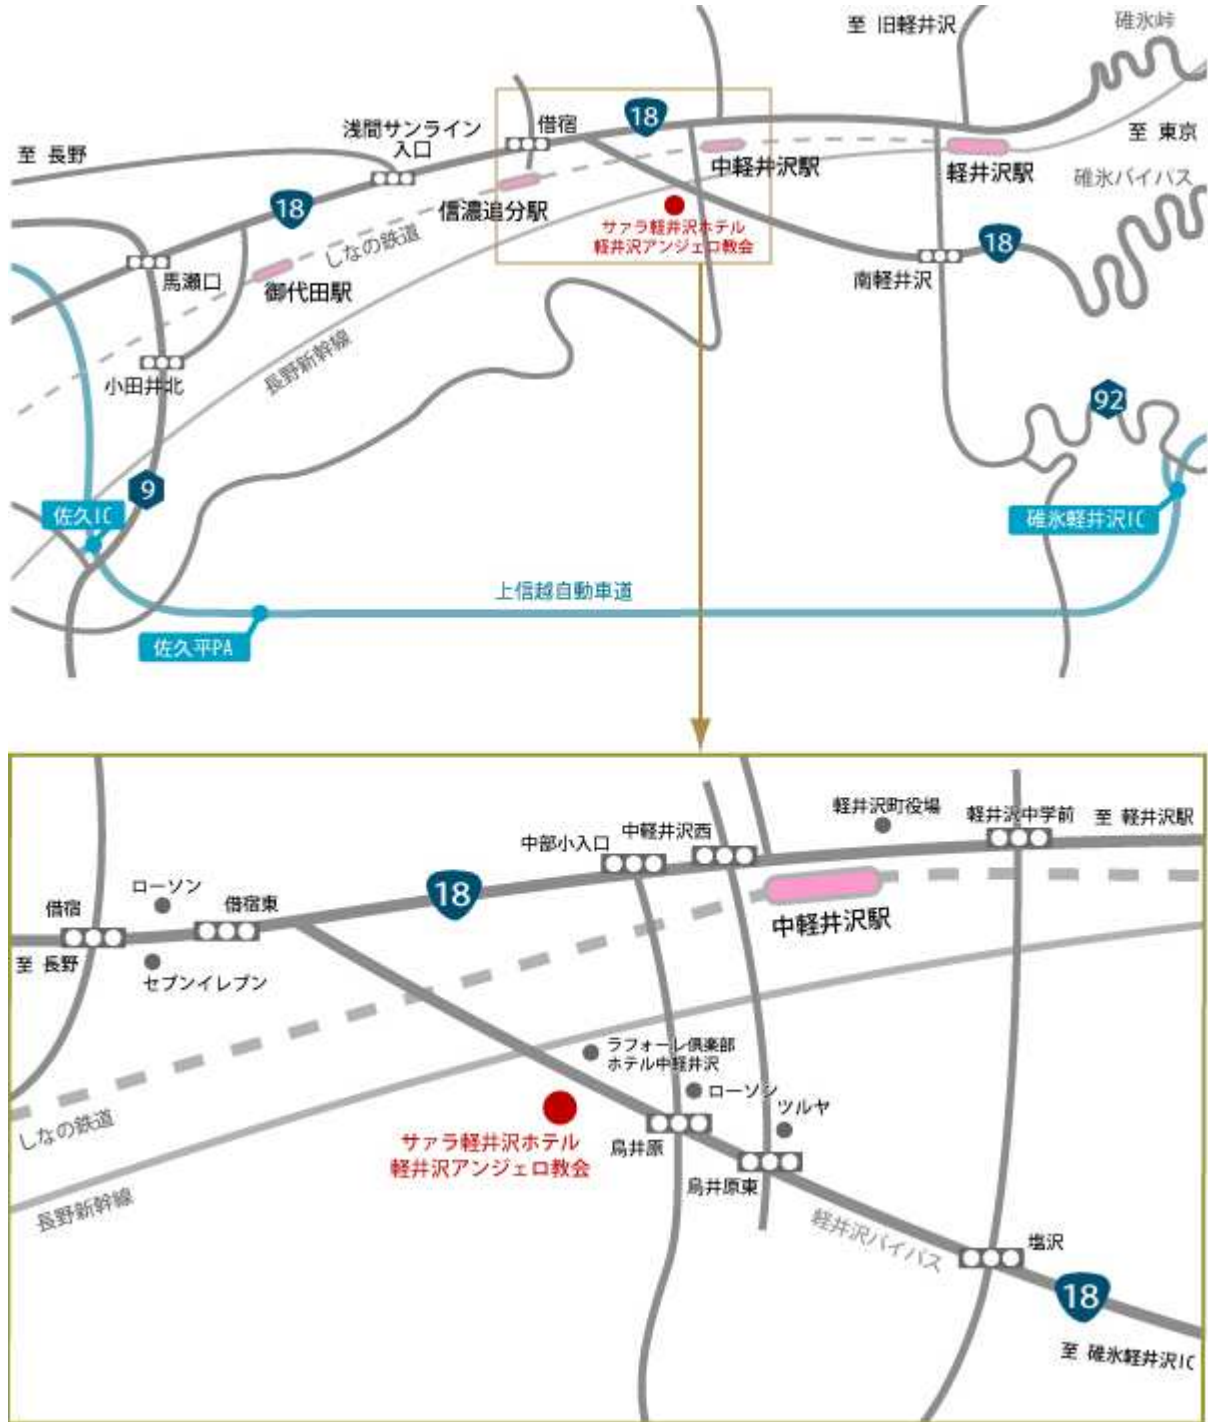 碓氷峠
至 旧軽井沢
18
借宿
浅間サンライン
入口
至 東京
至 長野
中軽井沢駅
軽井沢駅
碓氷バイパス
18
信濃追分駅
サァラ軽井沢ホテル
軽井沢アンジェロ教会
しなの鉄道
18
馬瀬口
御代田駅
南軽井沢
長野新幹線
小田井北
92
9
佐久IC
碓氷軽井沢IC
上信越自動車道
佐久平PA
軽井沢町役場
軽井沢中学前
至 軽井沢駅
中軽井沢西
中部小入口
18
ローソン
借宿
借宿東
中軽井沢駅
至 長野
セブンイレブン
ラフォーレ倶楽部
ホテル中軽井沢
ローソン
ツルヤ
しなの鉄道
サァラ軽井沢ホテル
軽井沢アンジェロ教会
鳥井原
鳥井原東
長野新幹線
軽井沢バイパス
塩沢
18
至 碓氷軽井沢IC